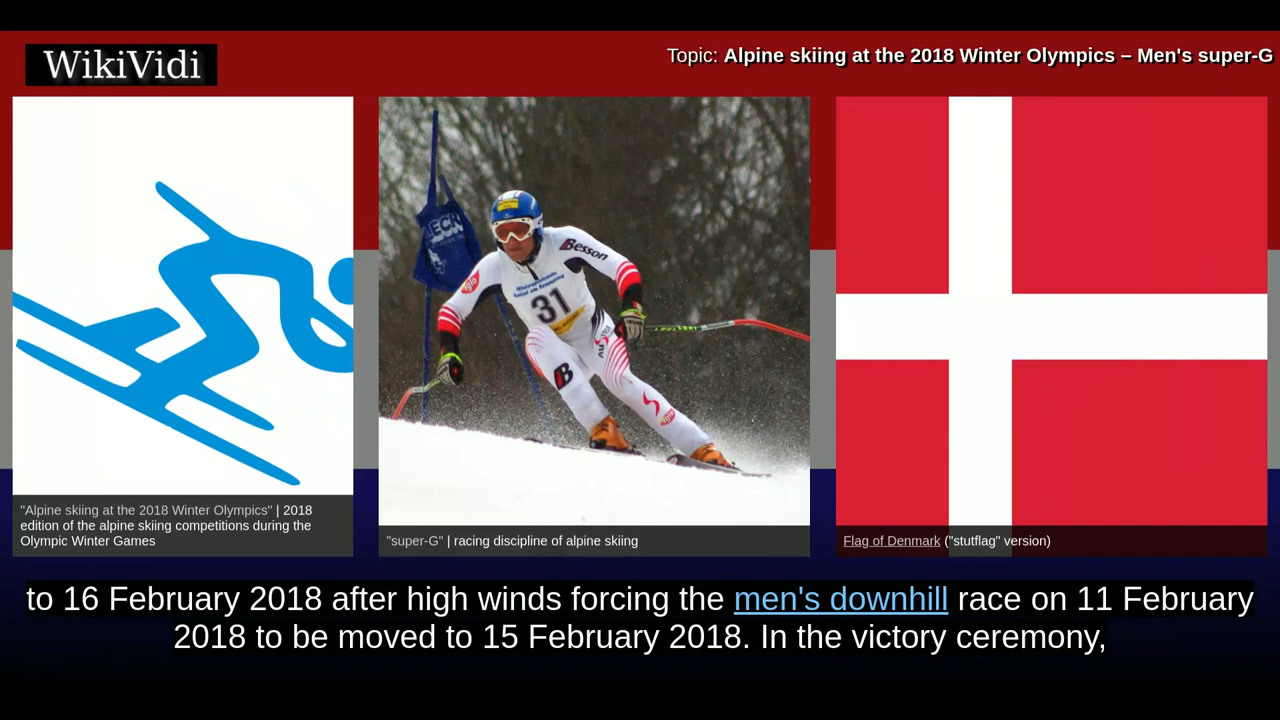 WikiVidi
Topic: Alpine skiing at the 2018 Winter Olympics – Men's super-G
"Alpine skiing at the 2018 Winter Olympics" | 2018
edition of the alpine skiing competitions during the
Olympic Winter Games
Besson
31
B
"super-G" | racing discipline of alpine skiing
Flag of Denmark ("stutflag" version)
to 16 February 2018 after high winds forcing the men's downhill race on 11 February
2018 to be moved to 15 February 2018. In the victory ceremony,